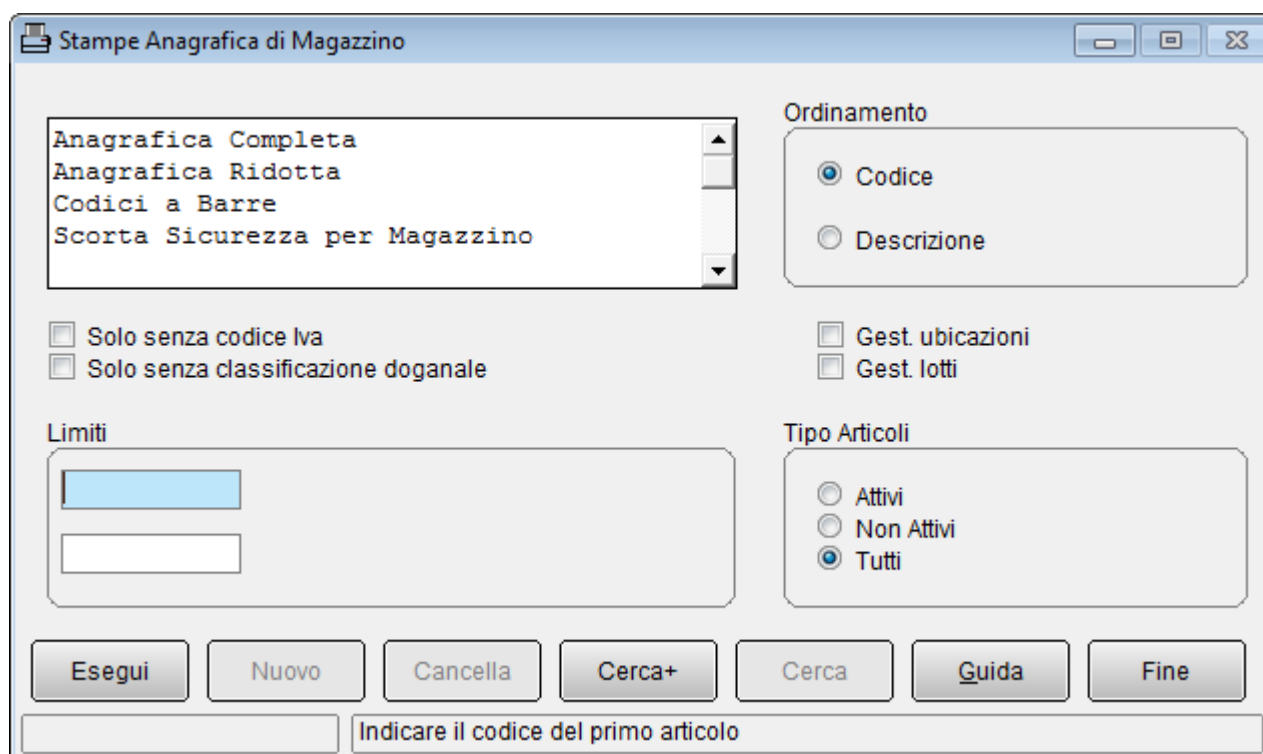 Stampe Anagrafica di Magazzino
Anagrafica Completa
Anagrafica Ridotta
Codici a Barre
Scorta Sicurezza per Magazzino
Ordinamento
Codice
Descrizione
Solo senza codice Iva
Solo senza classificazione doganale
Gest. ubicazioni
Gest. lotti
Limiti
Tipo Articoli
Attivi
Non Attivi
Tutti
Esegui Nuovo Cancella Cerca+ Cerca Guida Fine
Indicare il codice del primo articolo